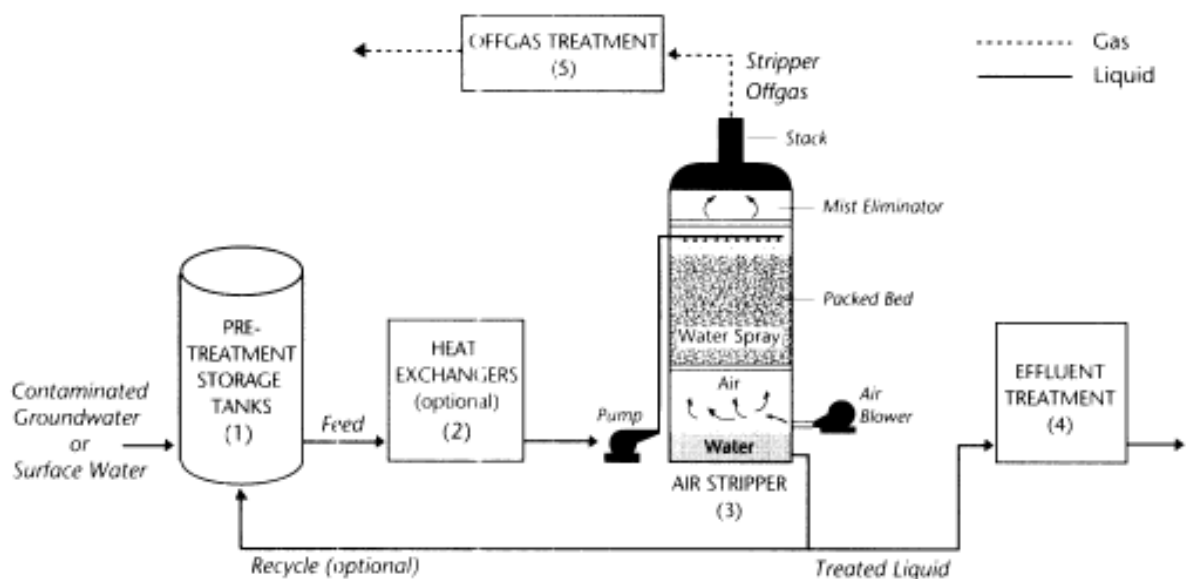 OFFGAS TREATMENT
(5)
Gas
Liquid
Stripper
Offgas
Stack
Mist Eliminator
Packed Bed
Water Spray
PRE-
TREATMENT
STORAGE
TANKS
(1)
HEAT
EXCHANGERS
(optional)
(2)
Air
Air
Blower
EFFLUENT
TREATMENT
(4)
Contaminated
Groundwater
or
Surface Water
Feed
Pump
Water
AIR STRIPPER
(3)
Recycle (optional)
Treated Liquid